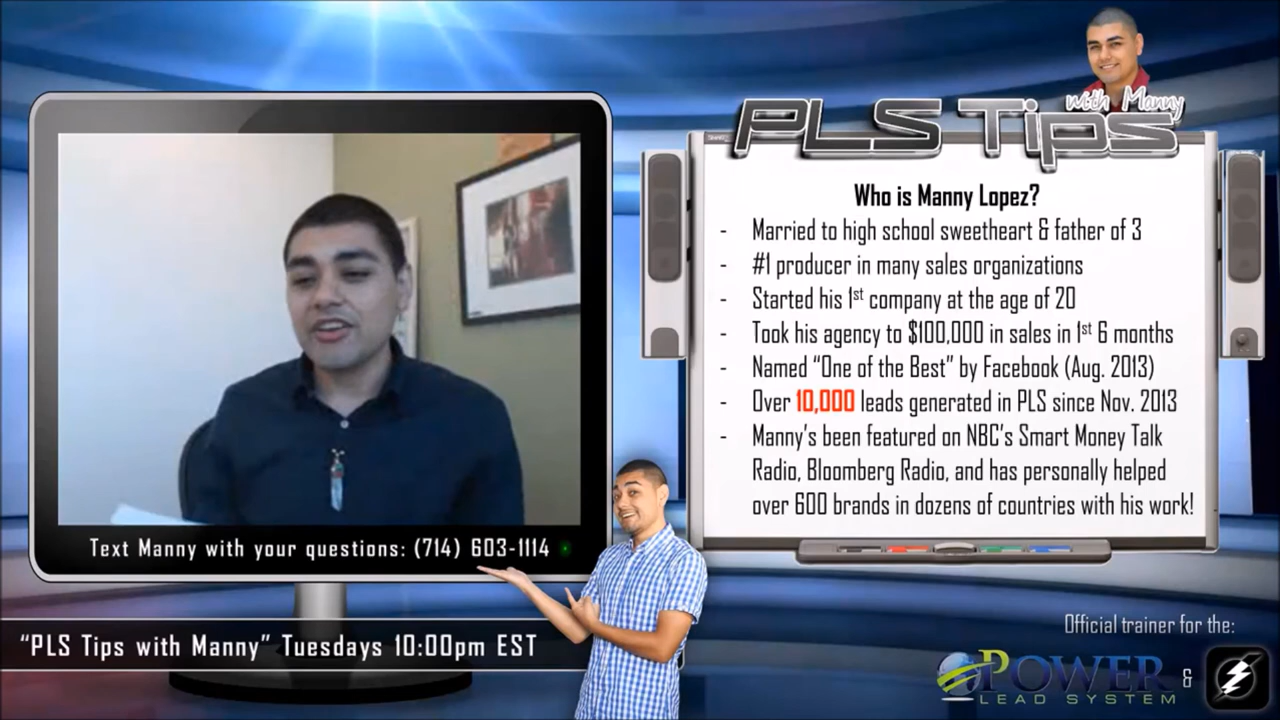 PLS Tips
with Manny
Who is Manny Lopez?
- Married to high school sweetheart & father of 3
- #1 producer in many sales organizations
- Started his 1st company at the age of 20
- Took his agency to $100,000 in sales in 1st 6 months
- Named “One of the Best” by Facebook (Aug. 2013)
- Over 10,000 leads generated in PLS since Nov. 2013
- Manny's been featured on NBC's Smart Money Talk
Radio, Bloomberg Radio, and has personally helped
over 600 brands in dozens of countries with his work!
Text Manny with your questions: (714) 603-1114
“PLS Tips with Manny” Tuesdays 10:00pm EST
Official trainer for the:
POWER
LEAD SYSTEM
&